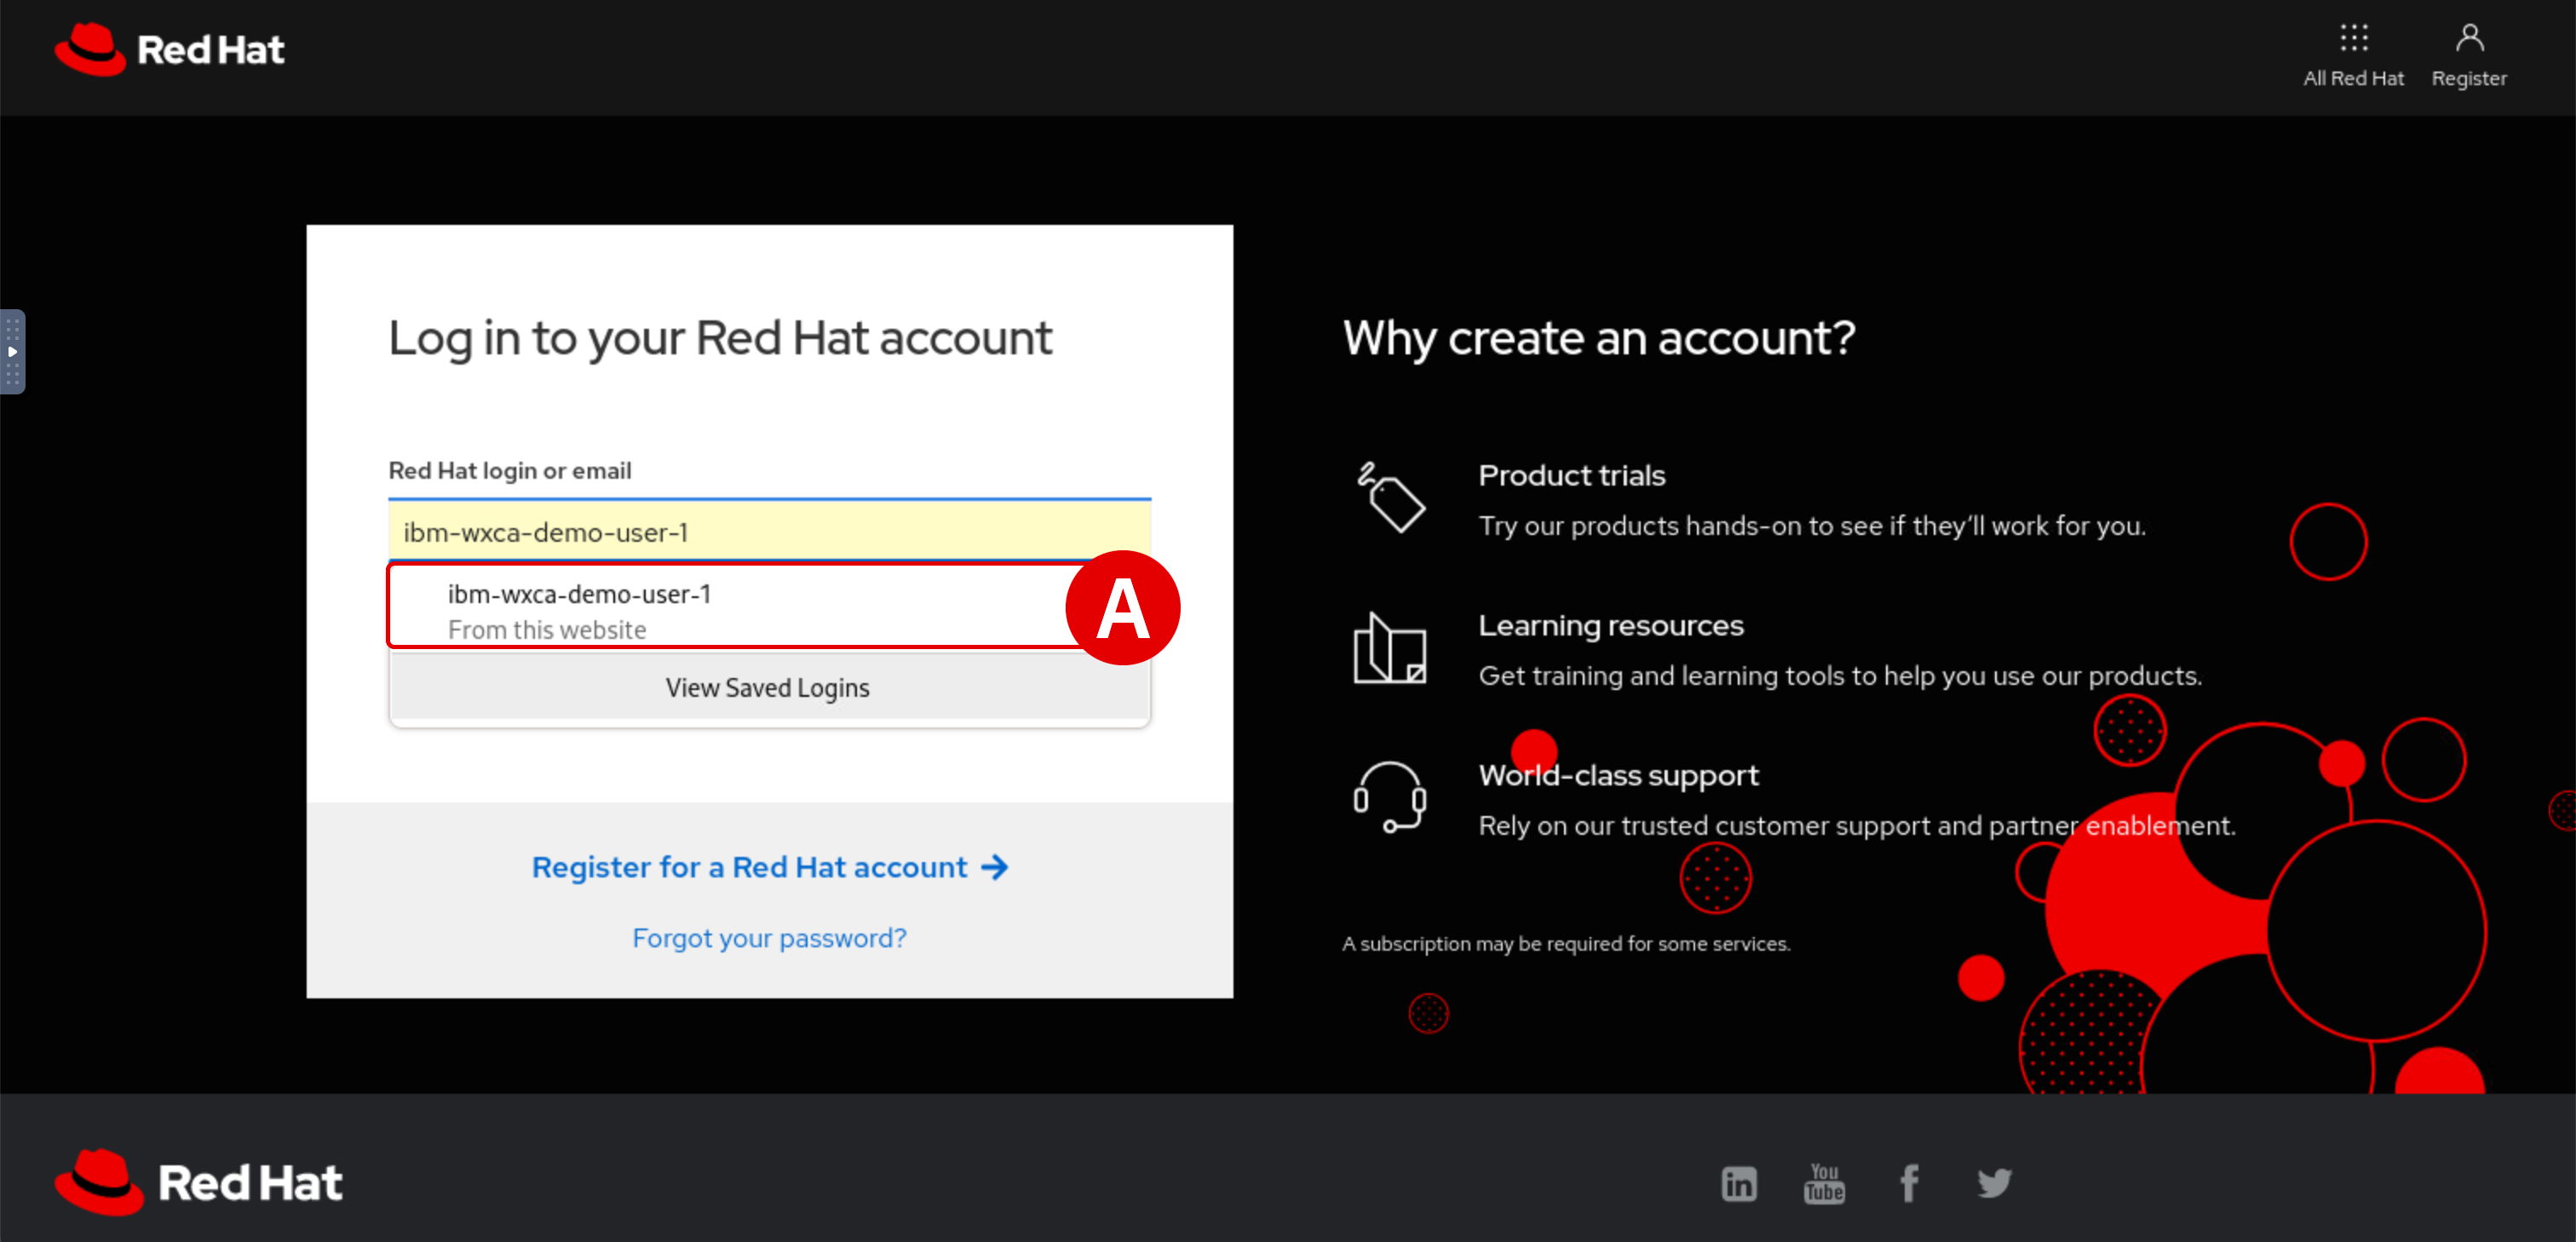 Red Hat
All Red Hat
Register
Log in to your Red Hat account
Red Hat login or email
ibm-wxca-demo-user-1
ibm-wxca-demo-user-1
From this website
A
View Saved Logins
Register for a Red Hat account
Forgot your password?
Why create an account?
Product trials
Try our products hands-on to see if they'll work for you.
Learning resources
Get training and learning tools to help you use our products.
World-class support
Rely on our trusted customer support and partner enablement.
A subscription may be required for some services.
Red Hat
in
You
Tube
f